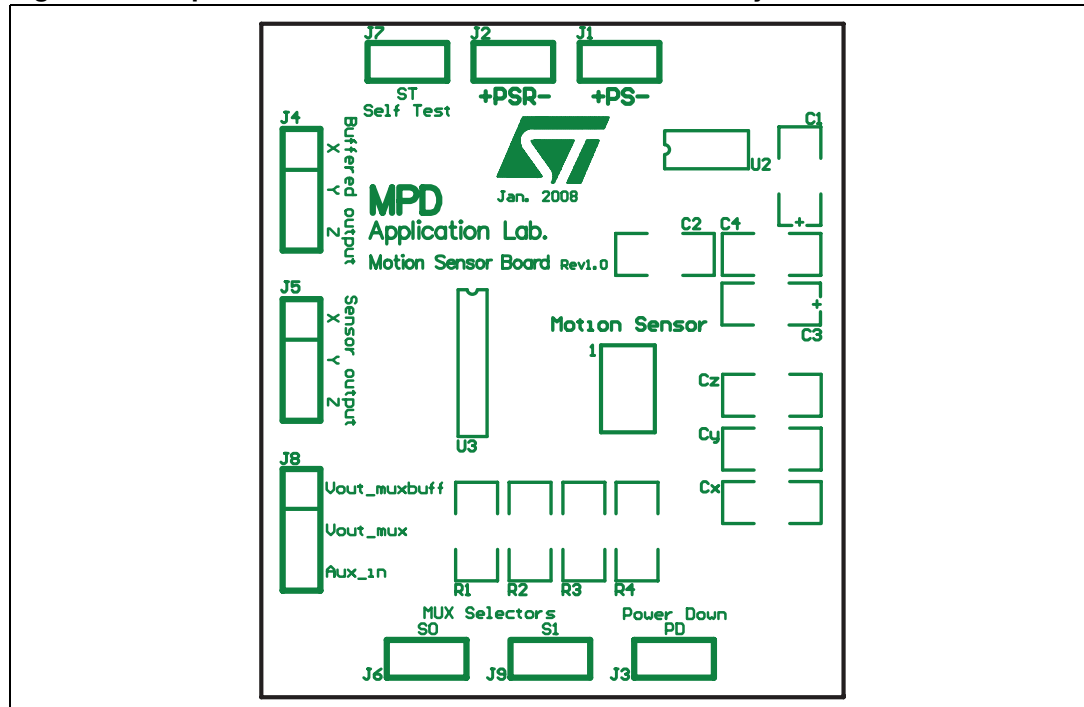 J7 J2 J1
ST
Self Test
+PSR- +PS-
J4
Buffered output
X
Y
Z
C1
U2
+
Jan. 2008
MPD
Application Lab.
Motion Sensor Board Rev1.0
C2 C4
J5
Sensor output
X
Y
Z
+
C3
Motion Sensor
1
U3
Cz
Cy
Cx
J8
Vout_muxbuff
Vout_mux
Aux_in
R1 R2 R3 R4
MUX Selectors
S0 S1
Power Down
PD
J6 J9 J3